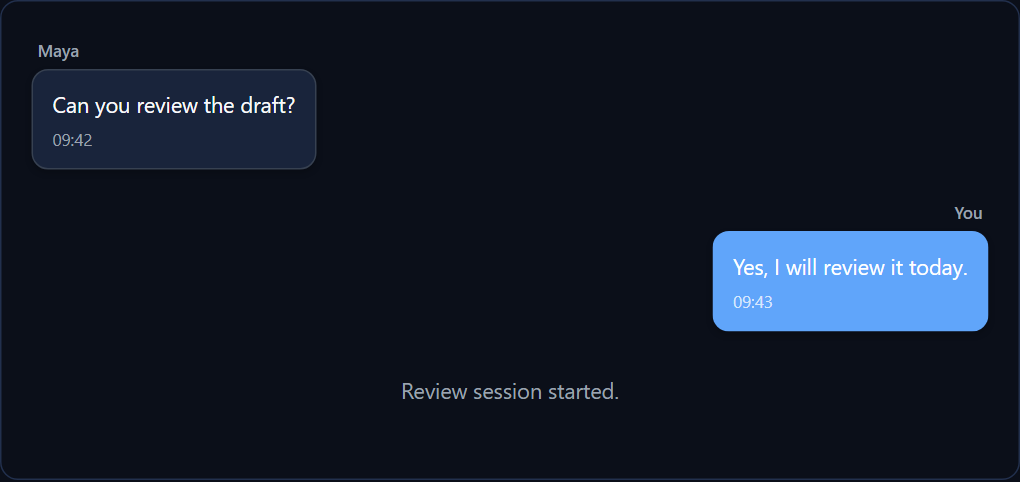 Maya
Can you review the draft?
09:42
You
Yes, I will review it today.
09:43
Review session started.